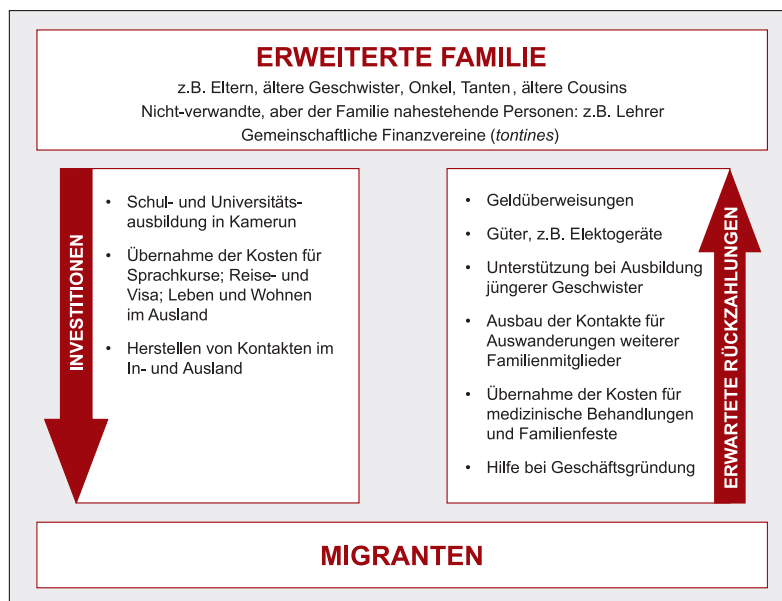 ERWEITERTE FAMILIE
z.B. Eltern, ältere Geschwister, Onkel, Tanten, ältere Cousins
Nicht-verwandte, aber der Familie nahestehende Personen: z.B. Lehrer
Gemeinschaftliche Finanzvereine (tontines)
INVESTITIONEN
• Schul- und Universitäts-
ausbildung in Kamerun
• Übernahme der Kosten für
Sprachkurse; Reise- und
Visa; Leben und Wohnen
im Ausland
• Herstellen von Kontakten im
In- und Ausland
• Geldüberweisungen
• Güter, z.B. Elektogeräte
• Unterstützung bei Ausbildung
jüngerer Geschwister
• Ausbau der Kontakte für
Auswanderungen weiterer
Familienmitglieder
• Übernahme der Kosten für
medizinische Behandlungen
und Familienfeste
• Hilfe bei Geschäftsgründung
ERWARTETE RÜCKZAHLUNGEN
MIGRANTEN